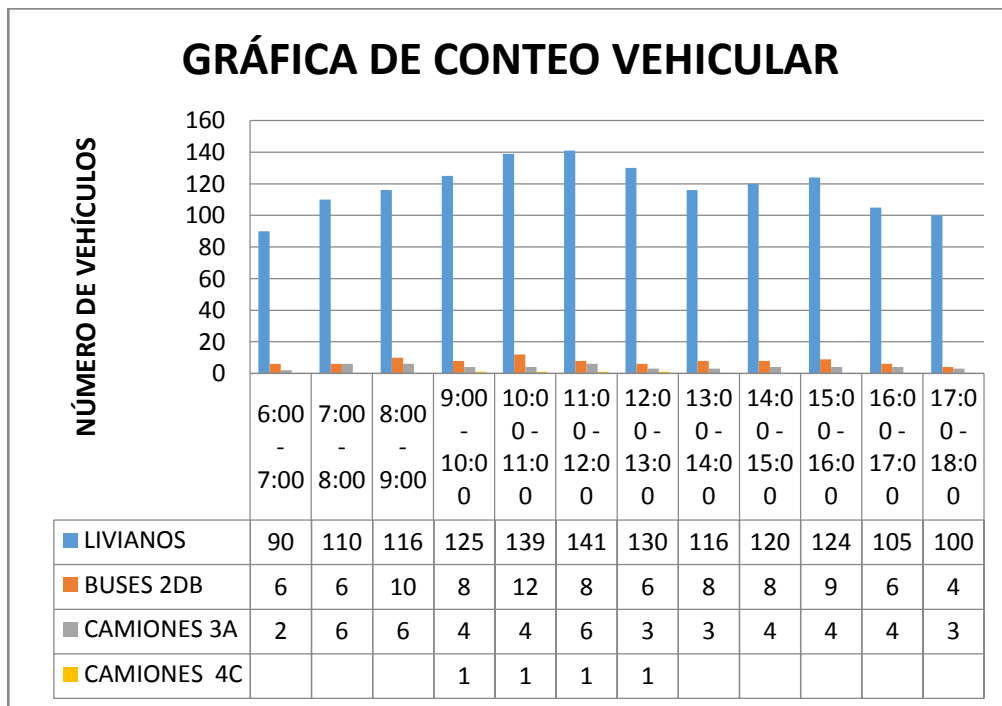 GRÁFICA DE CONTEO VEHICULAR
NÚMERO DE VEHÍCULOS
160
140
120
100
80
60
40
20
0
6:00 - 7:00
7:00 - 8:00
8:00 - 9:00
9:00 - 10:00
10:00 - 11:00
11:00 - 12:00
12:00 - 13:00
13:00 - 14:00
14:00 - 15:00
15:00 - 16:00
16:00 - 17:00
17:00 - 18:00
LIVIANOS 90 110 116 125 139 141 130 116 120 124 105 100
BUSES 2DB 6 6 10 8 12 8 6 8 8 9 6 4
CAMIONES 3A 2 6 6 4 4 6 3 3 4 4 4 3
CAMIONES 4C 1 1 1 1